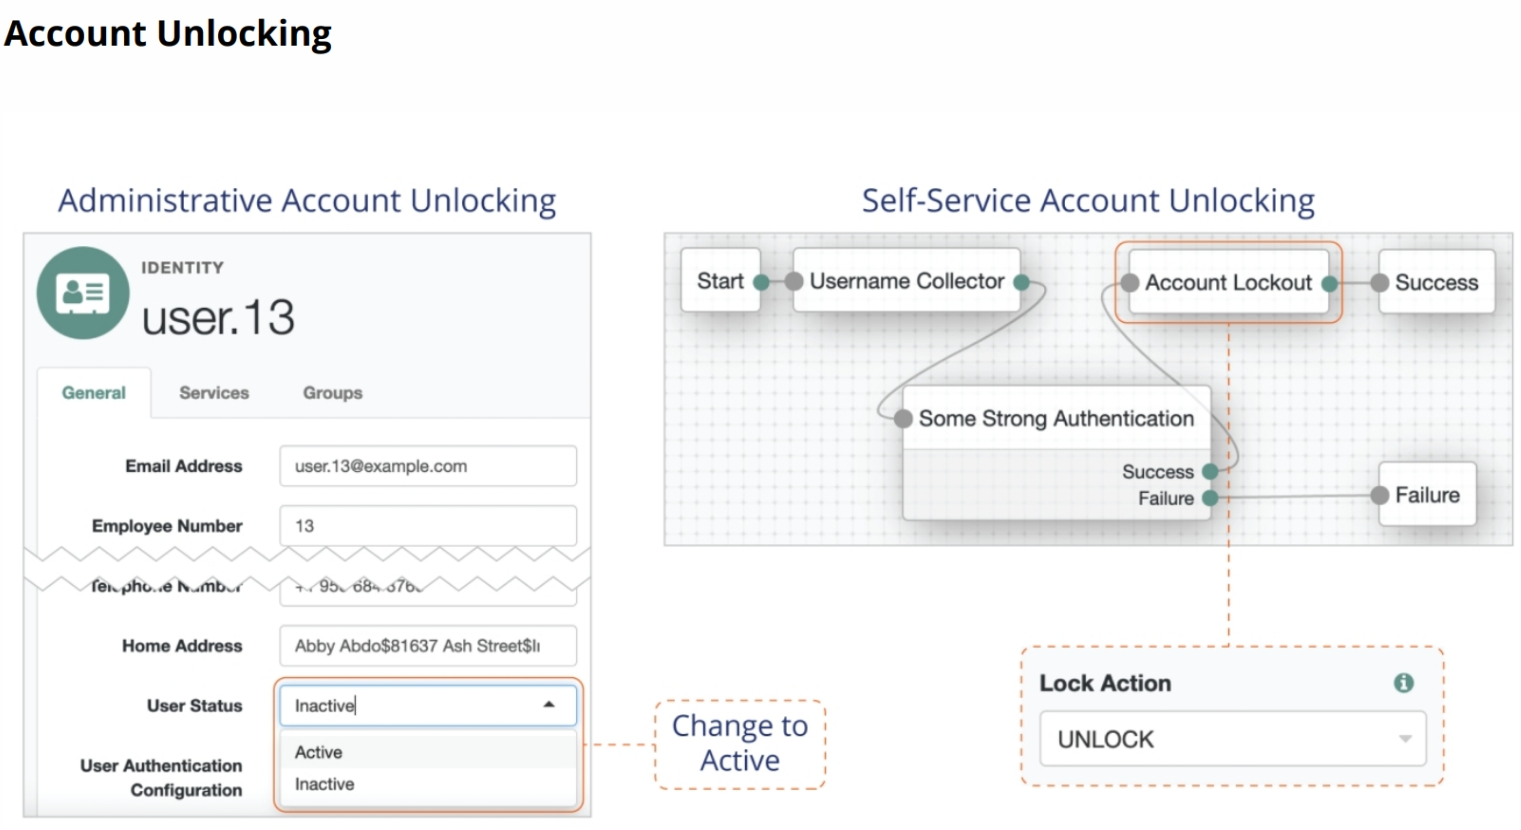 Account Unlocking
Administrative Account Unlocking
IDENTITY
user.13
General Services Groups
Email Address user.13@example.com
Employee Number 13
Telephone Number
Home Address Abby Abdo$81637 Ash Street$I
User Status Inactive
Active
Inactive
User Authentication
Configuration
Change to
Active
Self-Service Account Unlocking
Start Username Collector Account Lockout Success
Some Strong Authentication
Success
Failure
Failure
Lock Action
UNLOCK